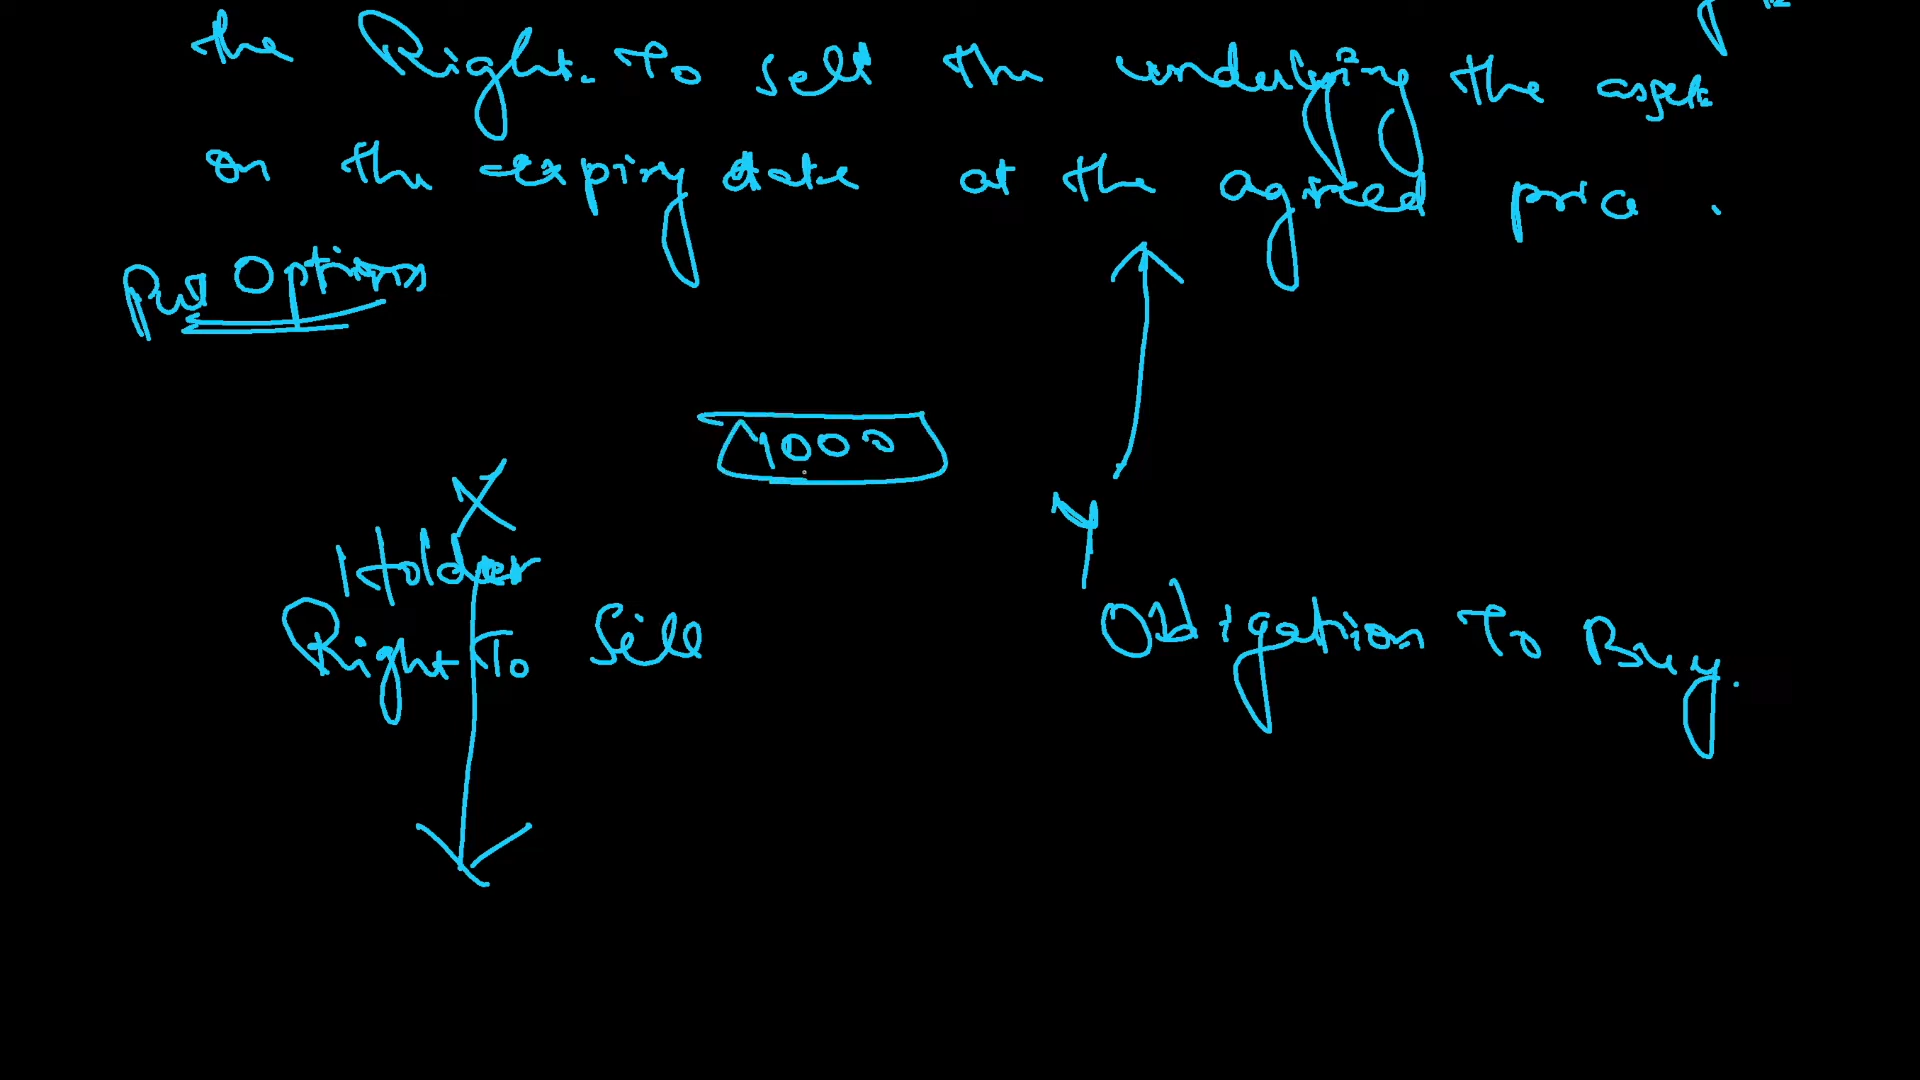 the Right. To sell the underlying the asset
on the expiry date at the agreed price.
Put Options
1000
X
Y
Holder
Right To Sell
Obligation To Buy.